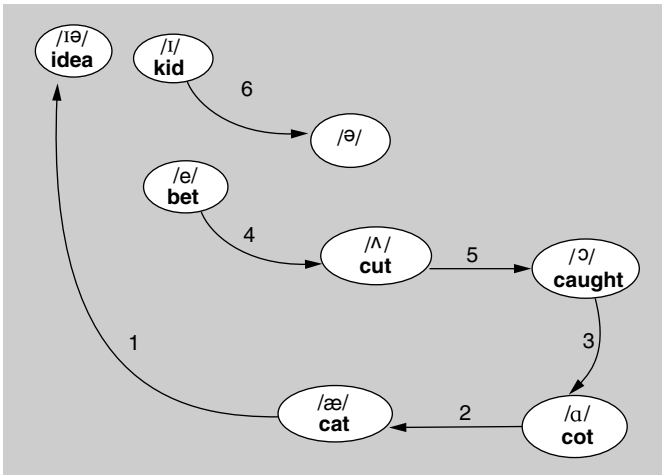 /ɪə/
idea
/ɪ/
kid
6
/ə/
/e/
bet
4
/ʌ/
cut
5
/ɔ/
caught
1
3
/æ/
cat
2
/ɑ/
cot